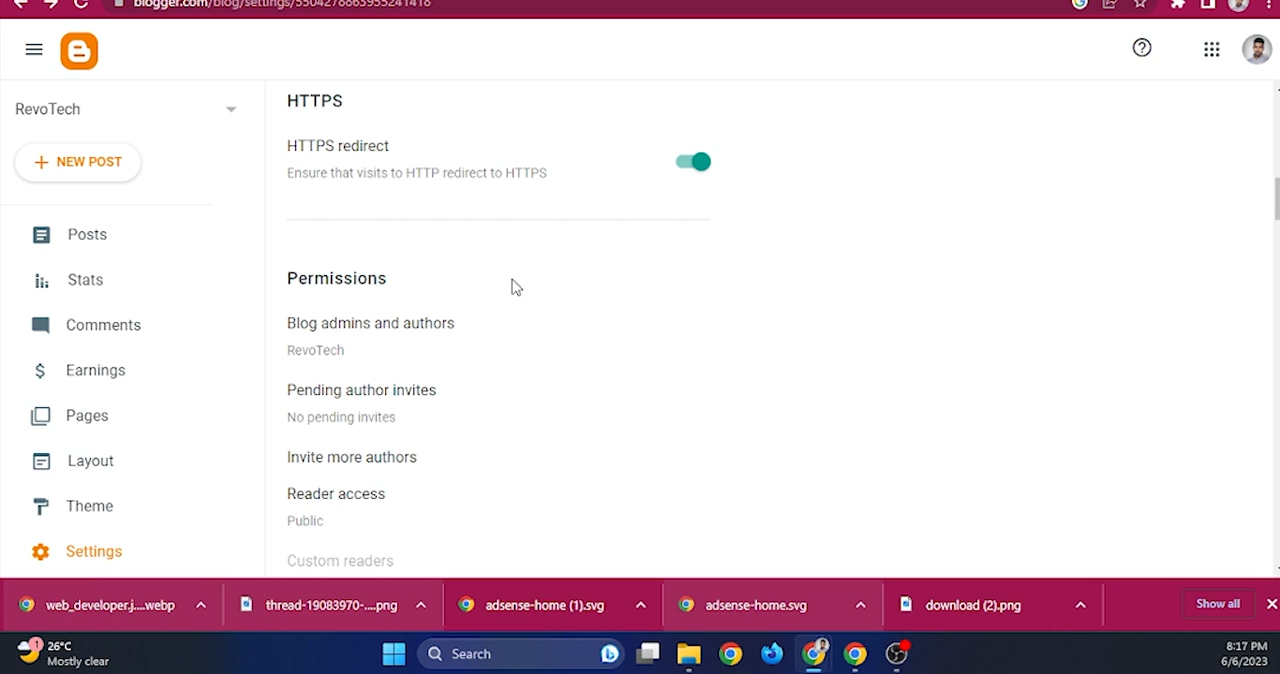 blogger.com/blog/settings/5504278863955241418
RevoTech
NEW POST
Posts
Stats
Comments
Earnings
Pages
Layout
Theme
Settings
HTTPS
HTTPS redirect
Ensure that visits to HTTP redirect to HTTPS
Permissions
Blog admins and authors
RevoTech
Pending author invites
No pending invites
Invite more authors
Reader access
Public
Custom readers
web_developer.j....webp
thread-19083970-....png
adsense-home (1).svg
adsense-home.svg
download (2).png
Show all
1
26°C
Mostly clear
Search
8:17 PM
6/6/2023